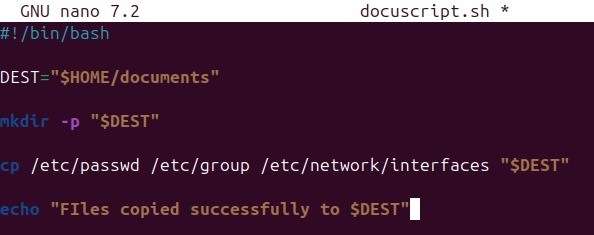 GNU nano 7.2 docuscript.sh *
#!/bin/bash
DEST="$HOME/documents"
mkdir -p "$DEST"
cp /etc/passwd /etc/group /etc/network/interfaces "$DEST"
echo "FIles copied successfully to $DEST"